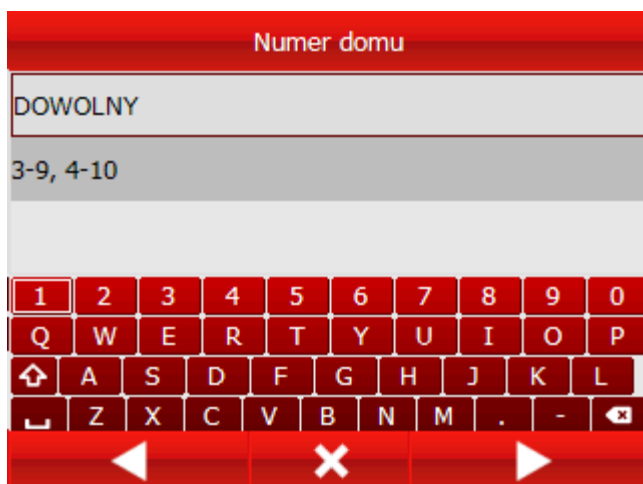 Numer domu
DOWOLNY
3-9, 4-10
1 2 3 4 5 6 7 8 9 0
Q W E R T Y U I O P
A S D F G H J K L
Z X C V B N M . -